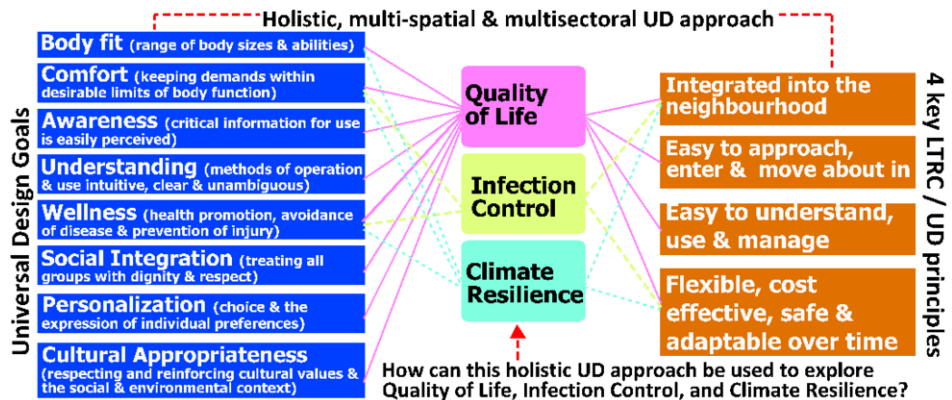 Holistic, multi-spatial & multisectoral UD approach
Universal Design Goals
Body fit (range of body sizes & abilities)
Comfort (keeping demands within
desirable limits of body function)
Awareness (critical information for use
is easily perceived)
Understanding (methods of operation
& use intuitive, clear & unambiguous)
Wellness (health promotion, avoidance
of disease & prevention of injury)
Social Integration (treating all
groups with dignity & respect)
Personalization (choice & the
expression of individual preferences)
Cultural Appropriateness
(respecting and reinforcing cultural values &
the social & environmental context)
Quality
of Life
Infection
Control
Climate
Resilience
Integrated into the
neighbourhood
Easy to approach,
enter & move about in
Easy to understand,
use & manage
Flexible, cost
effective, safe &
adaptable over time
4 key LTRC / UD principles
How can this holistic UD approach be used to explore
Quality of Life, Infection Control, and Climate Resilience?